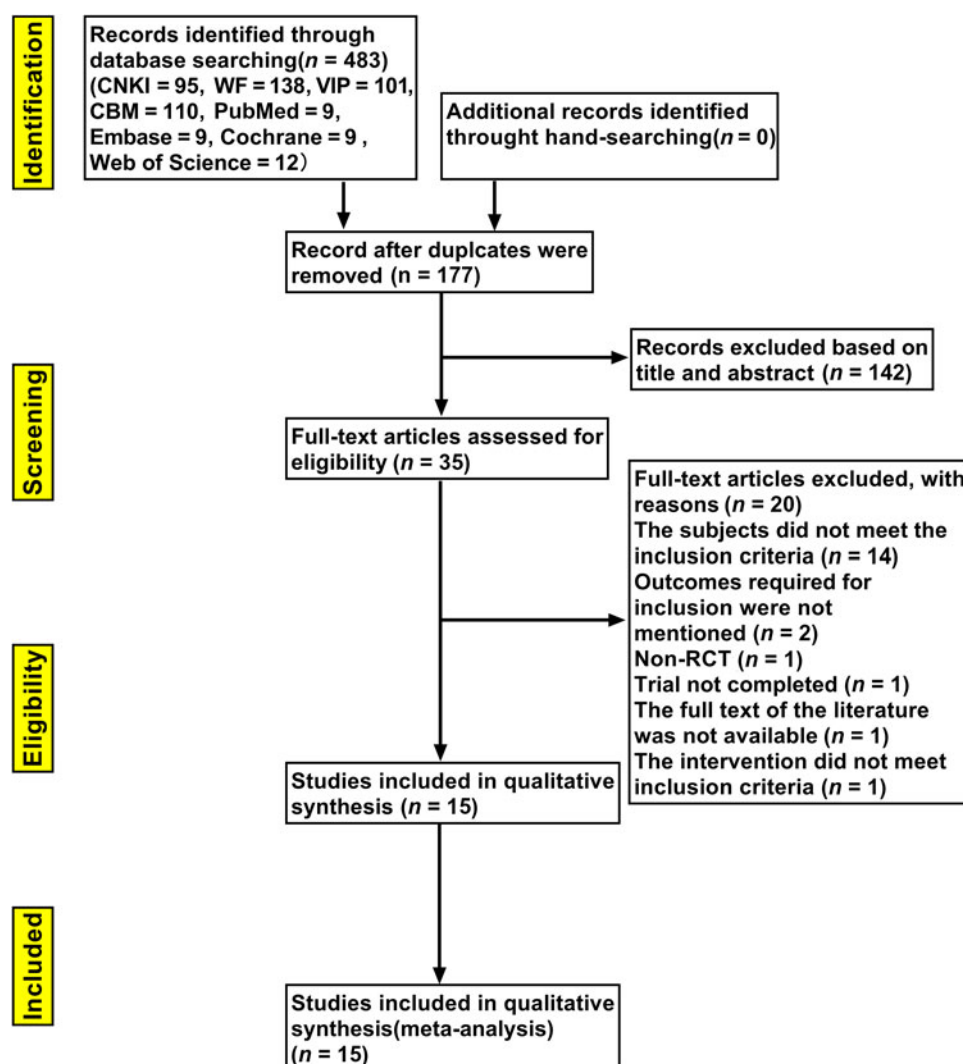 Identification
Records identified through
database searching(n = 483)
(CNKI = 95, WF = 138, VIP = 101,
CBM = 110, PubMed = 9,
Embase = 9, Cochrane = 9 ,
Web of Science = 12）
Additional records identified
throught hand-searching(n = 0)
Record after duplcates were
removed (n = 177)
Screening
Records excluded based on
title and abstract (n = 142)
Full-text articles assessed for
eligibility (n = 35)
Full-text articles excluded, with
reasons (n = 20)
The subjects did not meet the
inclusion criteria (n = 14)
Outcomes required for
inclusion were not
mentioned (n = 2)
Non-RCT (n = 1)
Trial not completed (n = 1)
The full text of the literature
was not available (n = 1)
The intervention did not meet
inclusion criteria (n = 1)
Eligibility
Studies included in qualitative
synthesis (n = 15)
Included
Studies included in qualitative
synthesis(meta-analysis)
(n = 15)